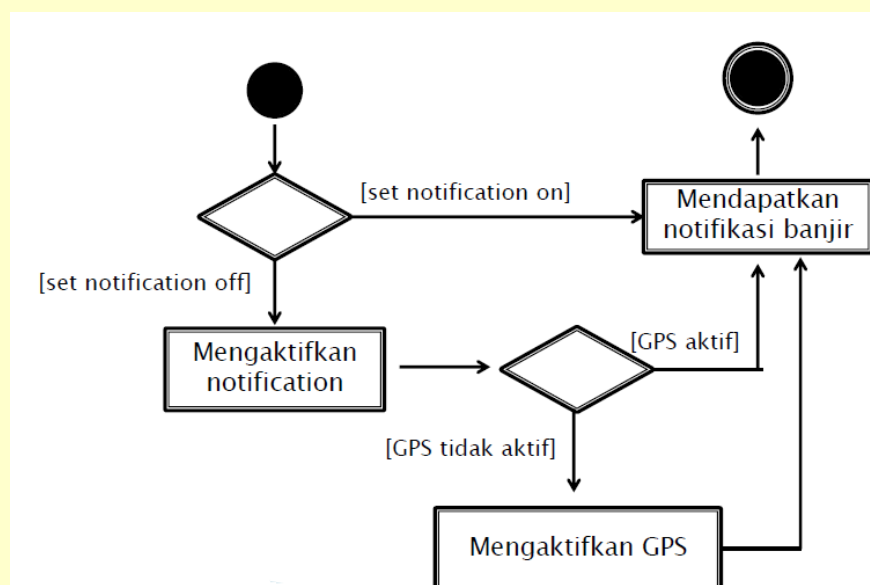 [set notification on]
Mendapatkan
notifikasi banjir
[set notification off]
Mengaktifkan
notification
[GPS aktif]
[GPS tidak aktif]
Mengaktifkan GPS